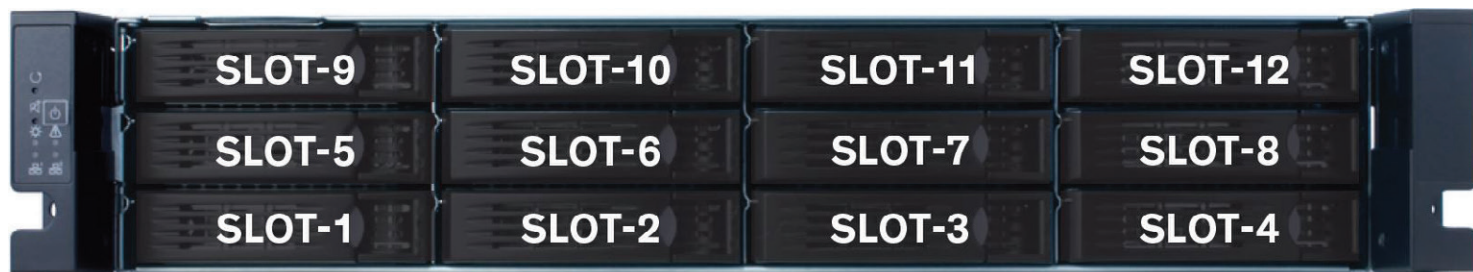 SLOT-9 SLOT-10 SLOT-11 SLOT-12
SLOT-5 SLOT-6 SLOT-7 SLOT-8
SLOT-1 SLOT-2 SLOT-3 SLOT-4